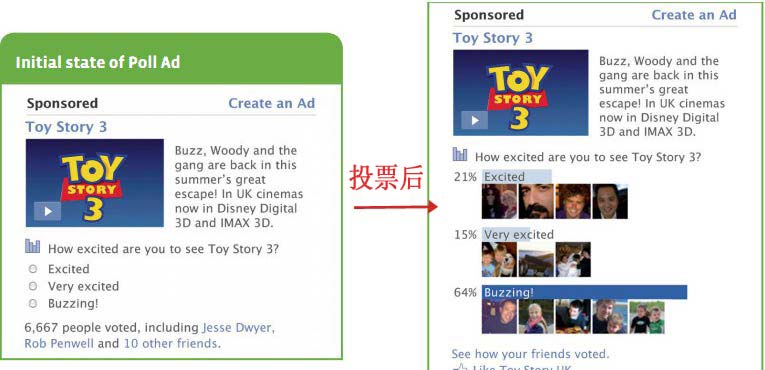 Initial state of Poll Ad
Sponsored Create an Ad
Toy Story 3
TOY
STORY
3
Buzz, Woody and the
gang are back in this
summer's great
escape! In UK cinemas
now in Disney Digital
3D and IMAX 3D.
How excited are you to see Toy Story 3?
Excited
Very excited
Buzzing!
6,667 people voted, including Jesse Dwyer,
Rob Penwell and 10 other friends.
投票后
Sponsored Create an Ad
Toy Story 3
TOY
STORY
3
Buzz, Woody and the
gang are back in this
summer's great
escape! In UK cinemas
now in Disney Digital
3D and IMAX 3D.
How excited are you to see Toy Story 3?
21% Excited
15% Very excited
64% Buzzing!
See how your friends voted.
Like Toy Story UK